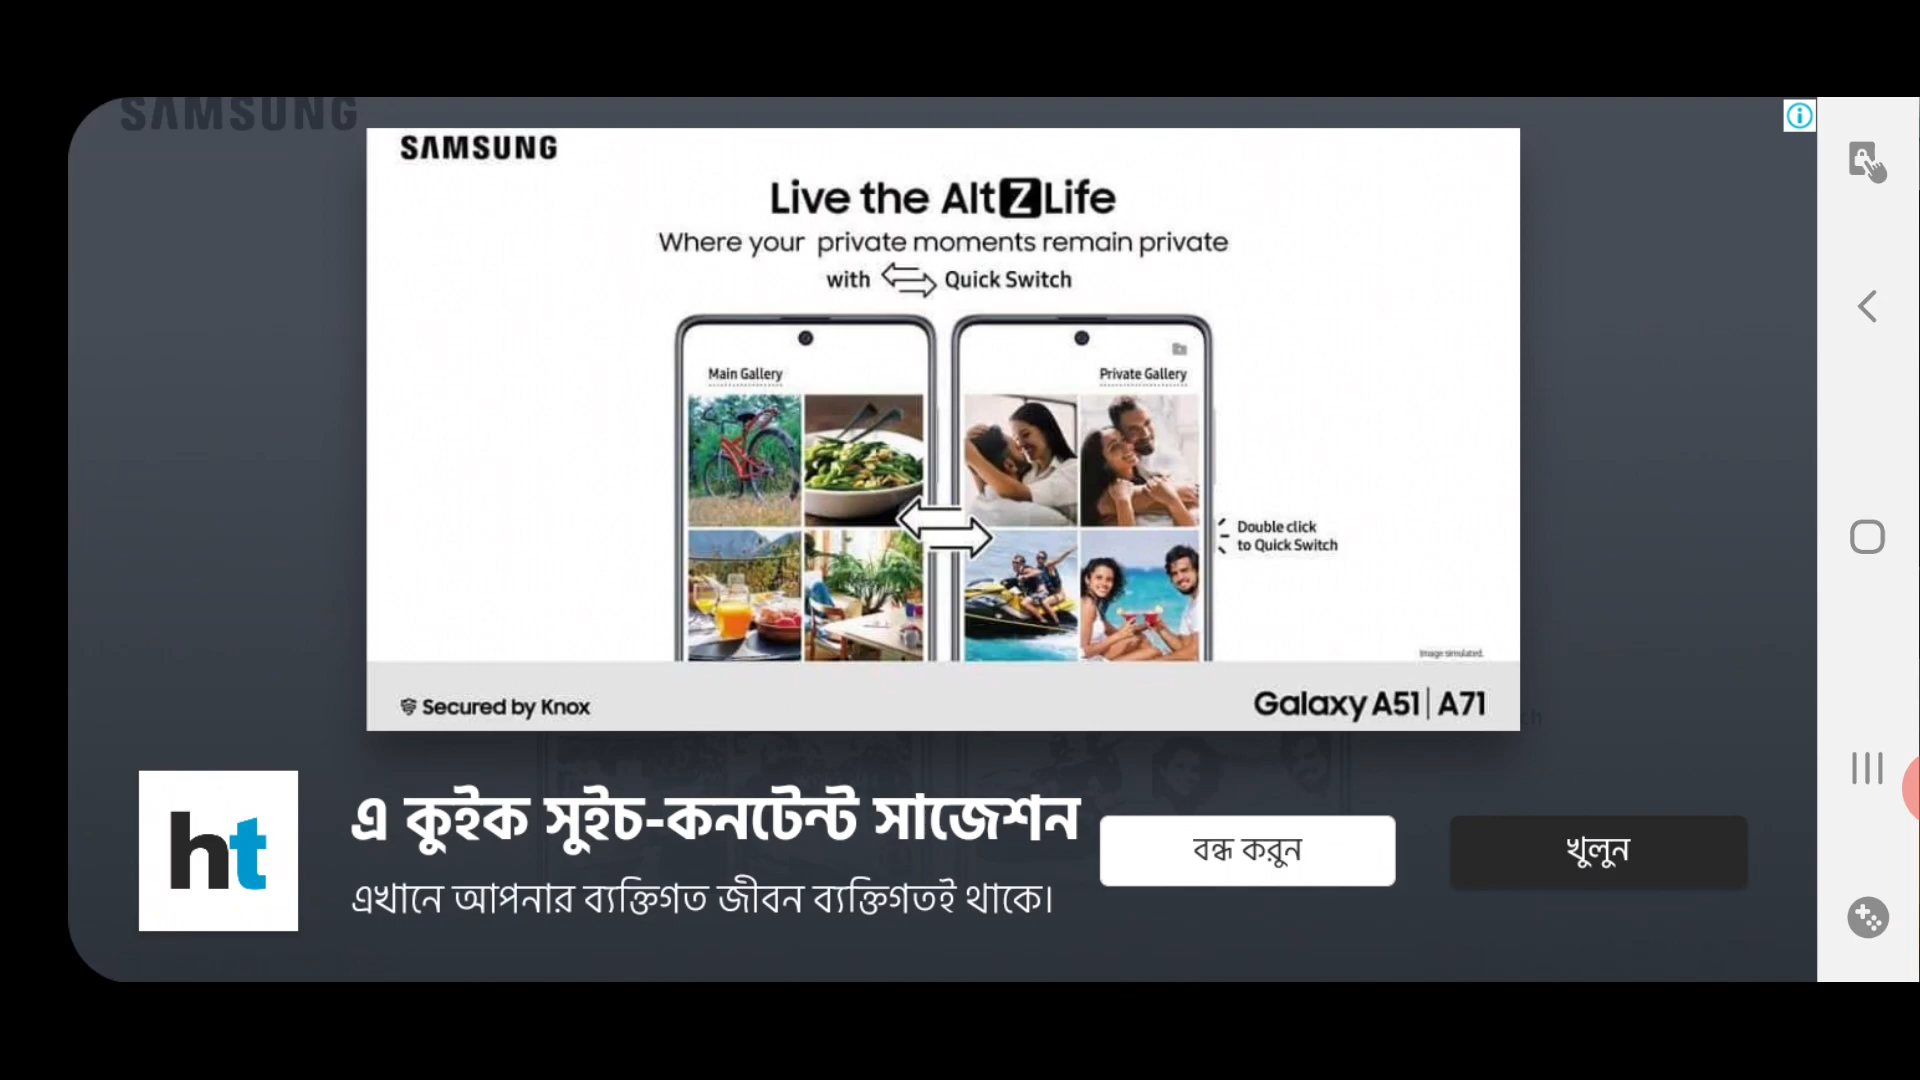 SAMSUNG
SAMSUNG
Live the Alt Z Life
Where your private moments remain private
with Quick Switch
Main Gallery
Private Gallery
Double click
to Quick Switch
Image simulated.
Secured by Knox
Galaxy A51 | A71
ht
এ কুইক সুইচ-কনটেন্ট সাজেশন
এখানে আপনার ব্যক্তিগত জীবন ব্যক্তিগতই থাকে।
বন্ধ করুন
খুলুন